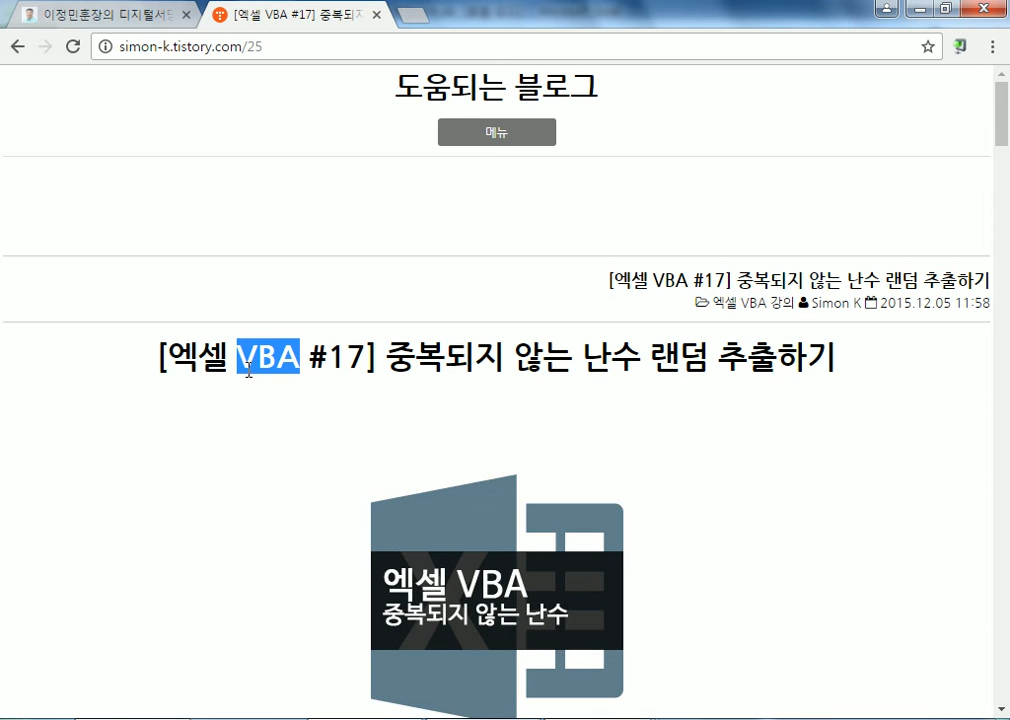 이정민훈장의 디지털서당
[엑셀 VBA #17] 중복되지
simon-k.tistory.com/25
도움되는 블로그
메뉴
[엑셀 VBA #17] 중복되지 않는 난수 랜덤 추출하기
엑셀 VBA 강의 Simon K 2015.12.05 11:58
[엑셀 VBA #17] 중복되지 않는 난수 랜덤 추출하기
엑셀 VBA
중복되지 않는 난수